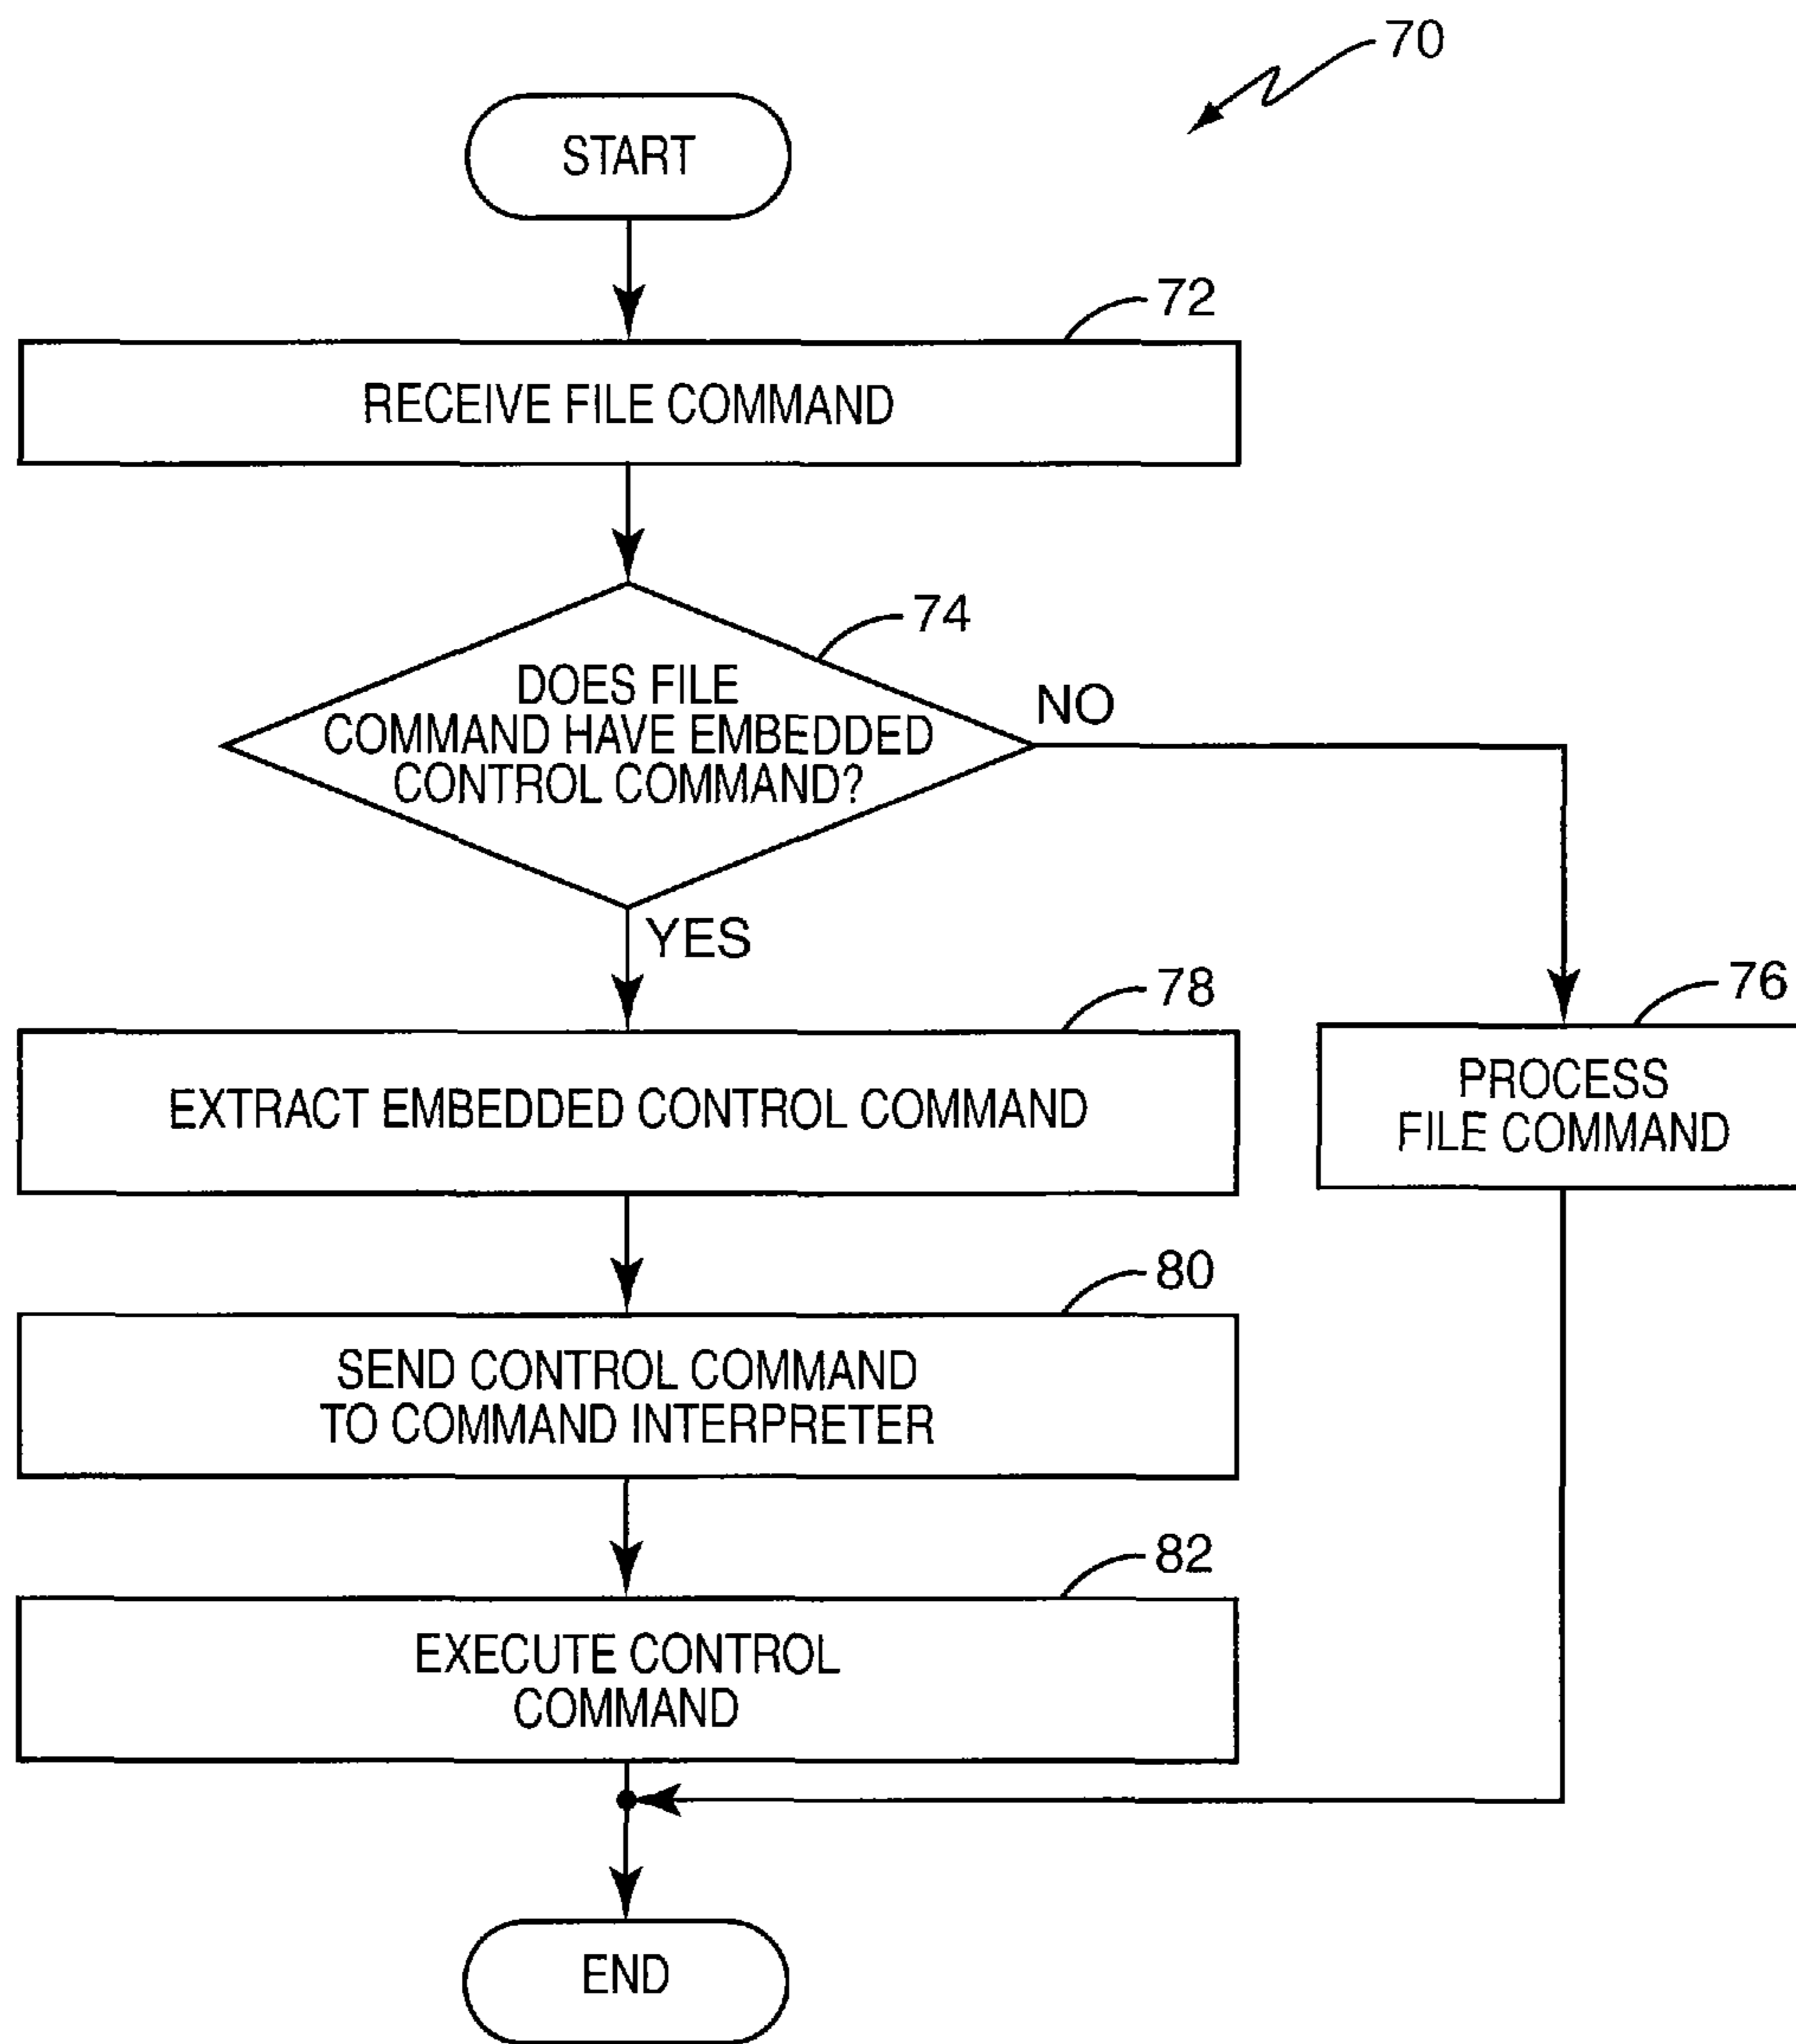 70
START
72
RECEIVE FILE COMMAND
74
DOES FILE
COMMAND HAVE EMBEDDED
CONTROL COMMAND?
NO
YES
78
EXTRACT EMBEDDED CONTROL COMMAND
76
PROCESS
FILE COMMAND
80
SEND CONTROL COMMAND
TO COMMAND INTERPRETER
82
EXECUTE CONTROL
COMMAND
END